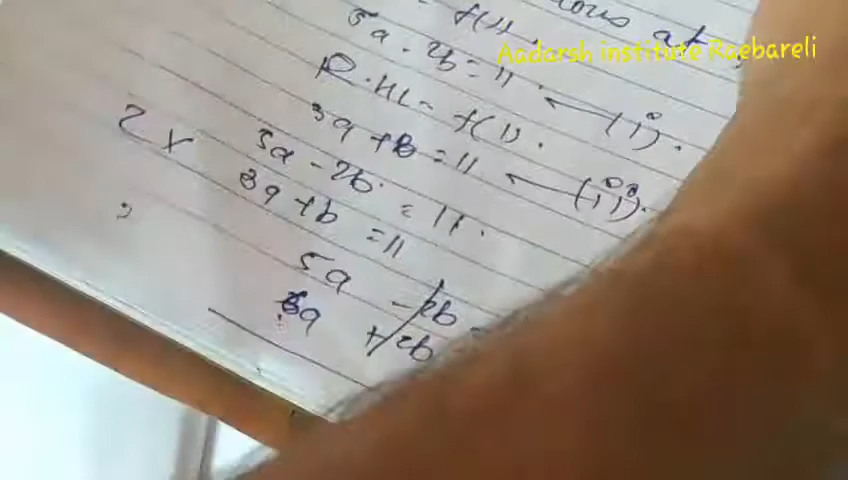 at
= f(1).
Aadarsh institute Raebareli
5a - 2b = 11. ← (i).
R.HL = f(1).
3a + b = 11 ← (ii).
2 x 5a - 2b = 11.
3a + b = 11
5a - 2b
6a + 2b